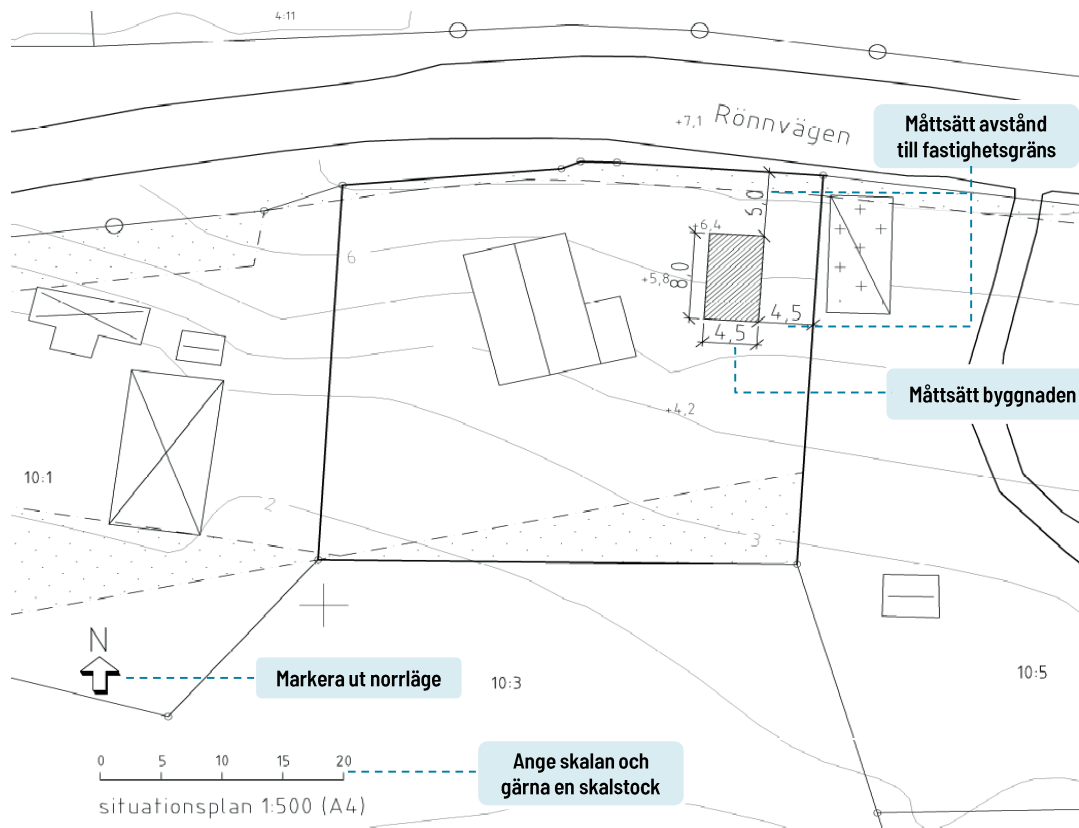 4:11
+7,1 Rönnvägen
Måttsätt avstånd
till fastighetsgräns
5,0
+6,4
6
+5,8
8,0
4,5
4,5
Måttsätt byggnaden
+4,2
10:1
2
3
N
Markera ut norrläge
10:3
10:5
0 5 10 15 20
Ange skalan och
gärna en skalstock
situationsplan 1:500 (A4)